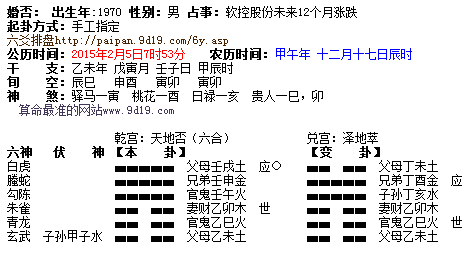 婚否: 出生年:1970 性别: 男 占事: 软控股份未来12个月涨跌
起卦方式: 手工指定
六爻排盘http://paipan.9d19.com/6y.asp
公历时间: 2015年2月5日7时53分 农历时间: 甲午年 十二月十七日辰时
干 支: 乙未年 戊寅月 壬子日 甲辰时
旬 空: 辰巳 申酉 寅卯 寅卯
神 煞: 驿马—寅 桃花—酉 日禄—亥 贵人—巳,卯
算命最准的网站www.9d19.com
乾宫: 天地否(六合) 兑宫: 泽地萃
六神 伏 神 【本 卦】 【变 卦】
白虎 父母壬戌土 应○ 父母丁未土
螣蛇 兄弟壬申金 兄弟丁酉金 应
勾陈 官鬼壬午火 子孙丁亥水
朱雀 妻财乙卯木 世 妻财乙卯木
青龙 官鬼乙巳火 官鬼乙巳火 世
玄武 子孙甲子水 父母乙未土 父母乙未土